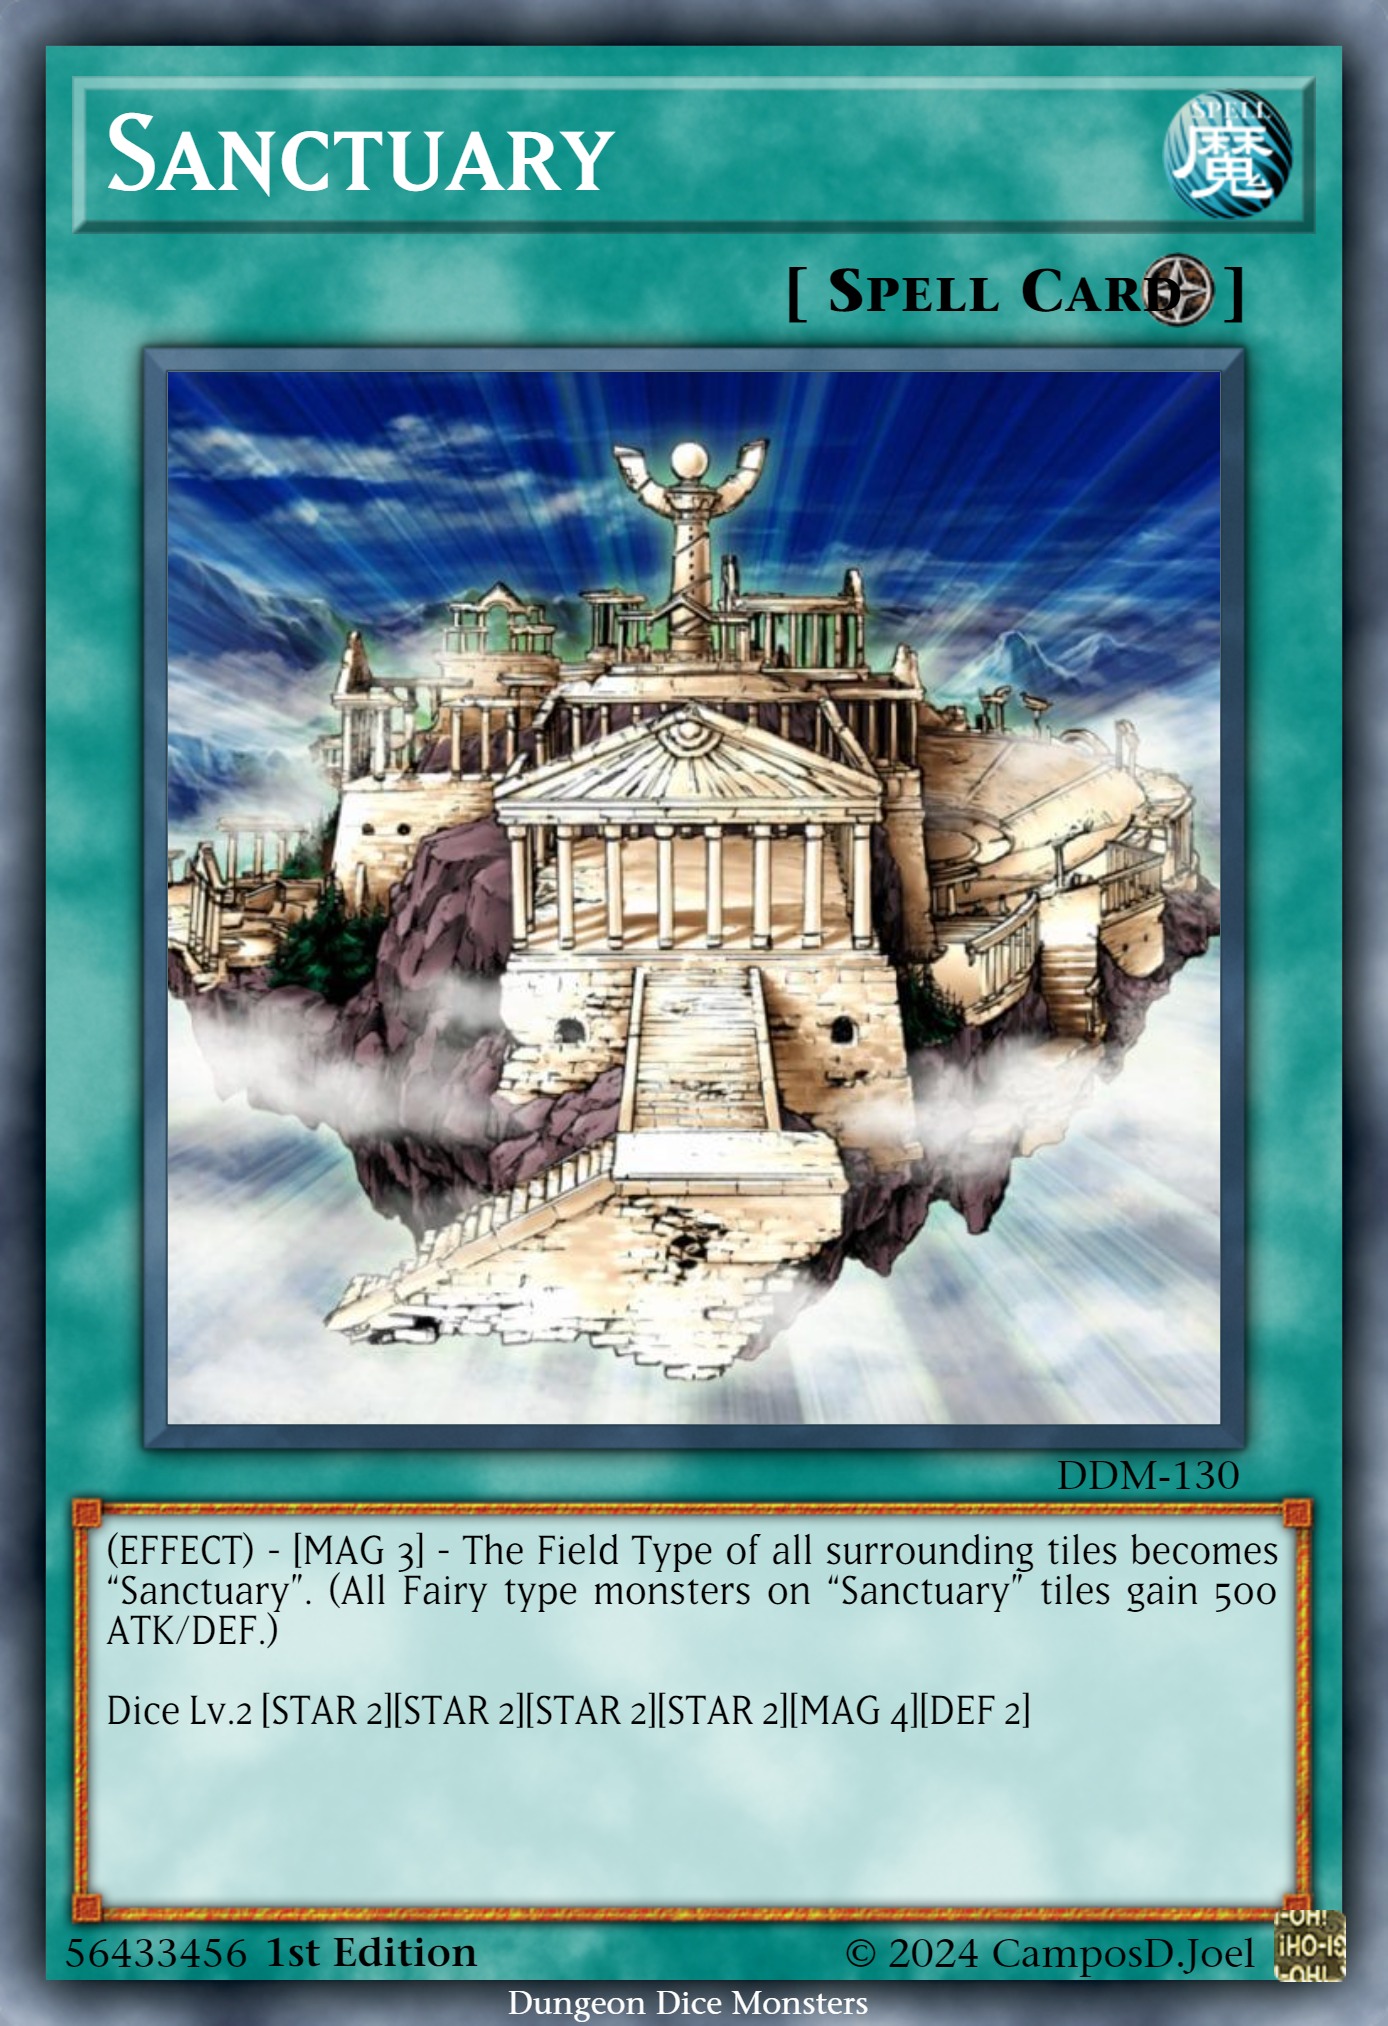 Sanctuary
SPELL
魔
[ Spell Card ]
DDM-130
(EFFECT) - [MAG 3] - The Field Type of all surrounding tiles becomes
“Sanctuary”. (All Fairy type monsters on “Sanctuary” tiles gain 500
ATK/DEF.)
Dice Lv.2 [STAR 2][STAR 2][STAR 2][STAR 2][MAG 4][DEF 2]
56433456 1st Edition
© 2024 CamposD.Joel
Dungeon Dice Monsters